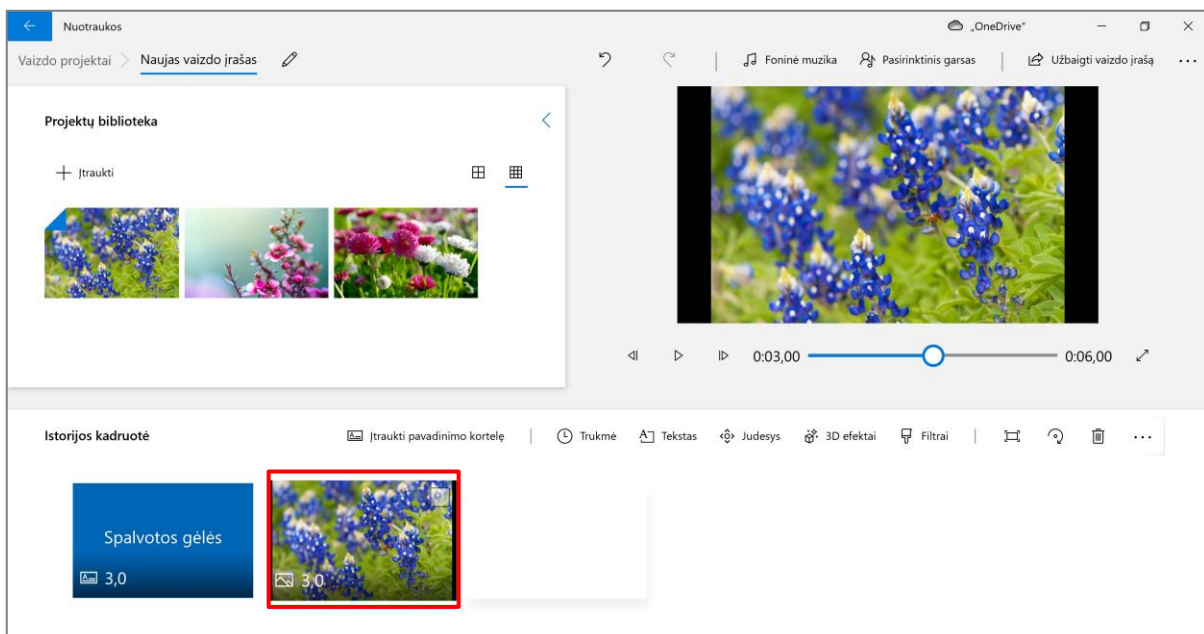 Nuotraukos
„OneDrive“
Vaizdo projektai > Naujas vaizdo įrašas
Foninė muzika
Pasirinktinis garsas
Užbaigti vaizdo įrašą
Projektų biblioteka
Įtraukti
0:03,00
0:06,00
Istorijos kadruotė
Įtraukti pavadinimo kortelę
Trukmė
Tekstas
Judesys
3D efektai
Filtrai
Spalvotos gėlės
3,0
3,0